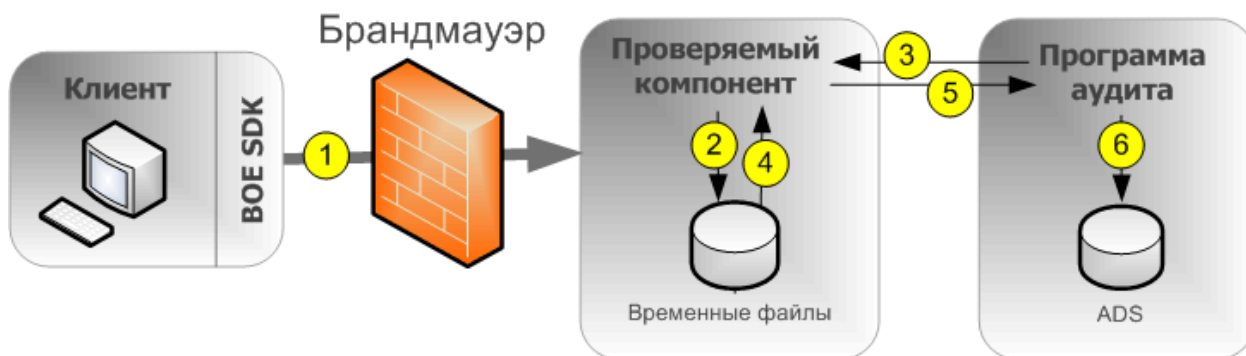 Брандмауэр
Клиент
BOE SDK
1
Проверяемый
компонент
2
4
Временные файлы
3
5
Программа
аудита
6
ADS